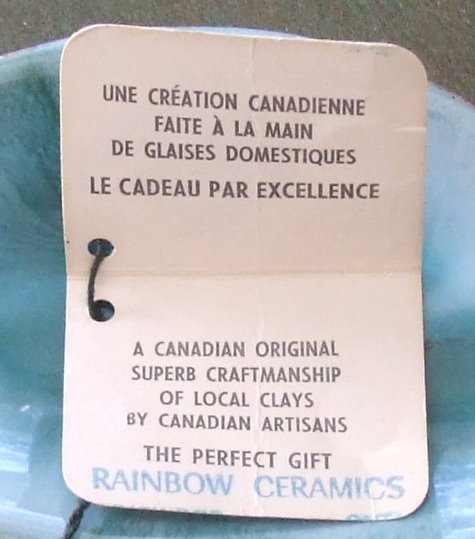 UNE CRÉATION CANADIENNE
FAITE À LA MAIN
DE GLAISES DOMESTIQUES
LE CADEAU PAR EXCELLENCE
A CANADIAN ORIGINAL
SUPERB CRAFTMANSHIP
OF LOCAL CLAYS
BY CANADIAN ARTISANS
THE PERFECT GIFT
RAINBOW CERAMICS